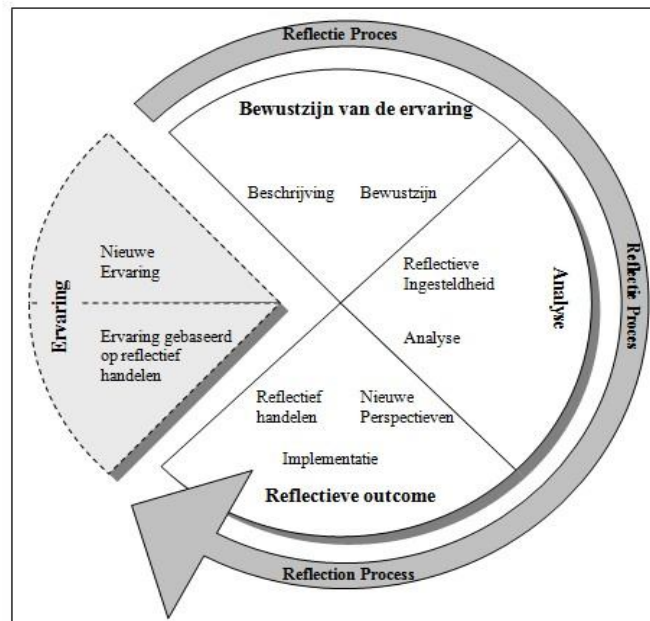 Reflectie Proces
Bewustzijn van de ervaring
Beschrijving
Bewustzijn
Nieuwe
Ervaring
Ervaring gebaseerd
op reflectief
handelen
Ervaring
Reflectieve
Ingesteldheid
Analyse
Analyse
Reflectie Proces
Reflectief
handelen
Nieuwe
Perspectieven
Implementatie
Reflectieve outcome
Reflection Process